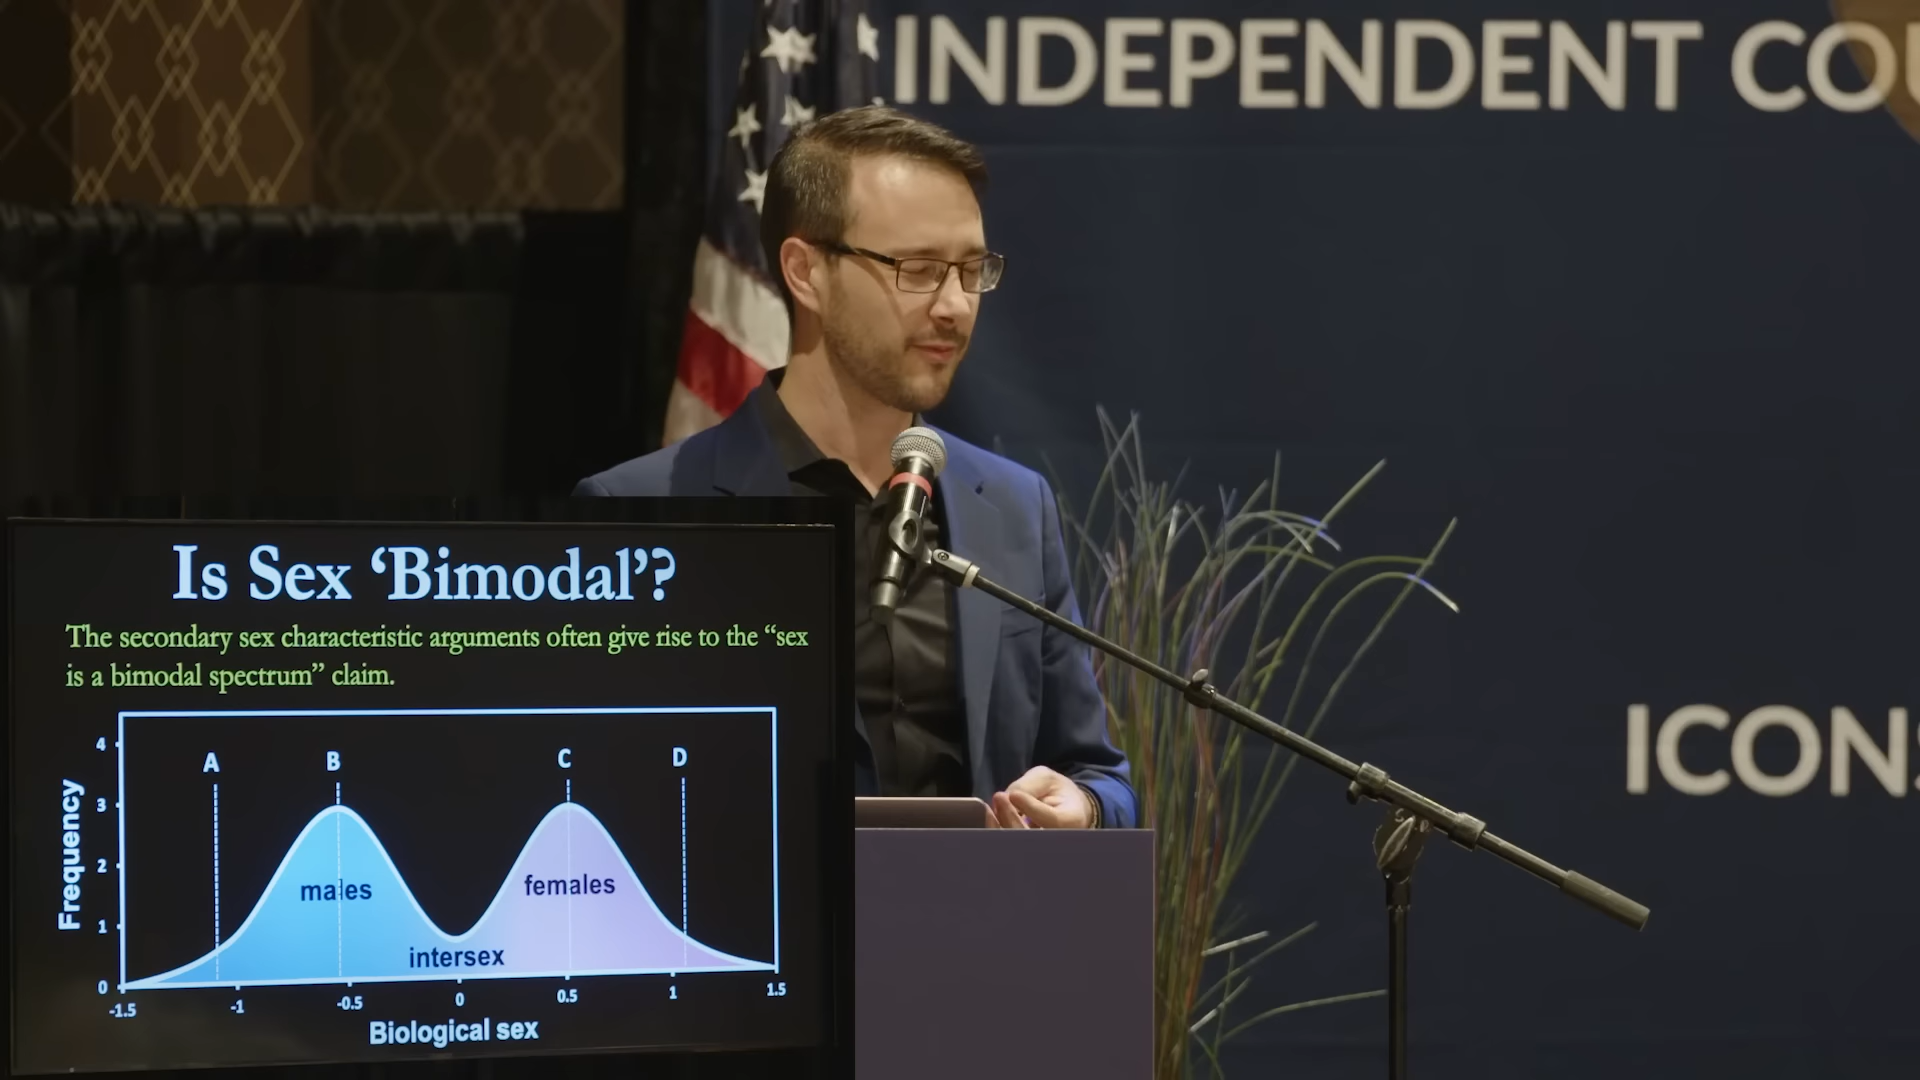 INDEPENDENT COU
ICONS
Is Sex ‘Bimodal’?
The secondary sex characteristic arguments often give rise to the “sex
is a bimodal spectrum” claim.
A B C D
4
3
2
1
0
Frequency
males
females
intersex
-1.5 -1 -0.5 0 0.5 1 1.5
Biological sex